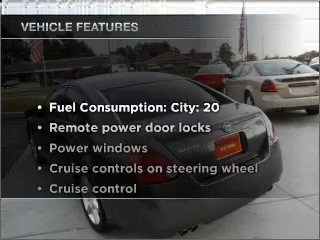 VEHICLE FEATURES
• Fuel Consumption: City: 20
• Remote power door locks
• Power windows
• Cruise controls on steering wheel
• Cruise control